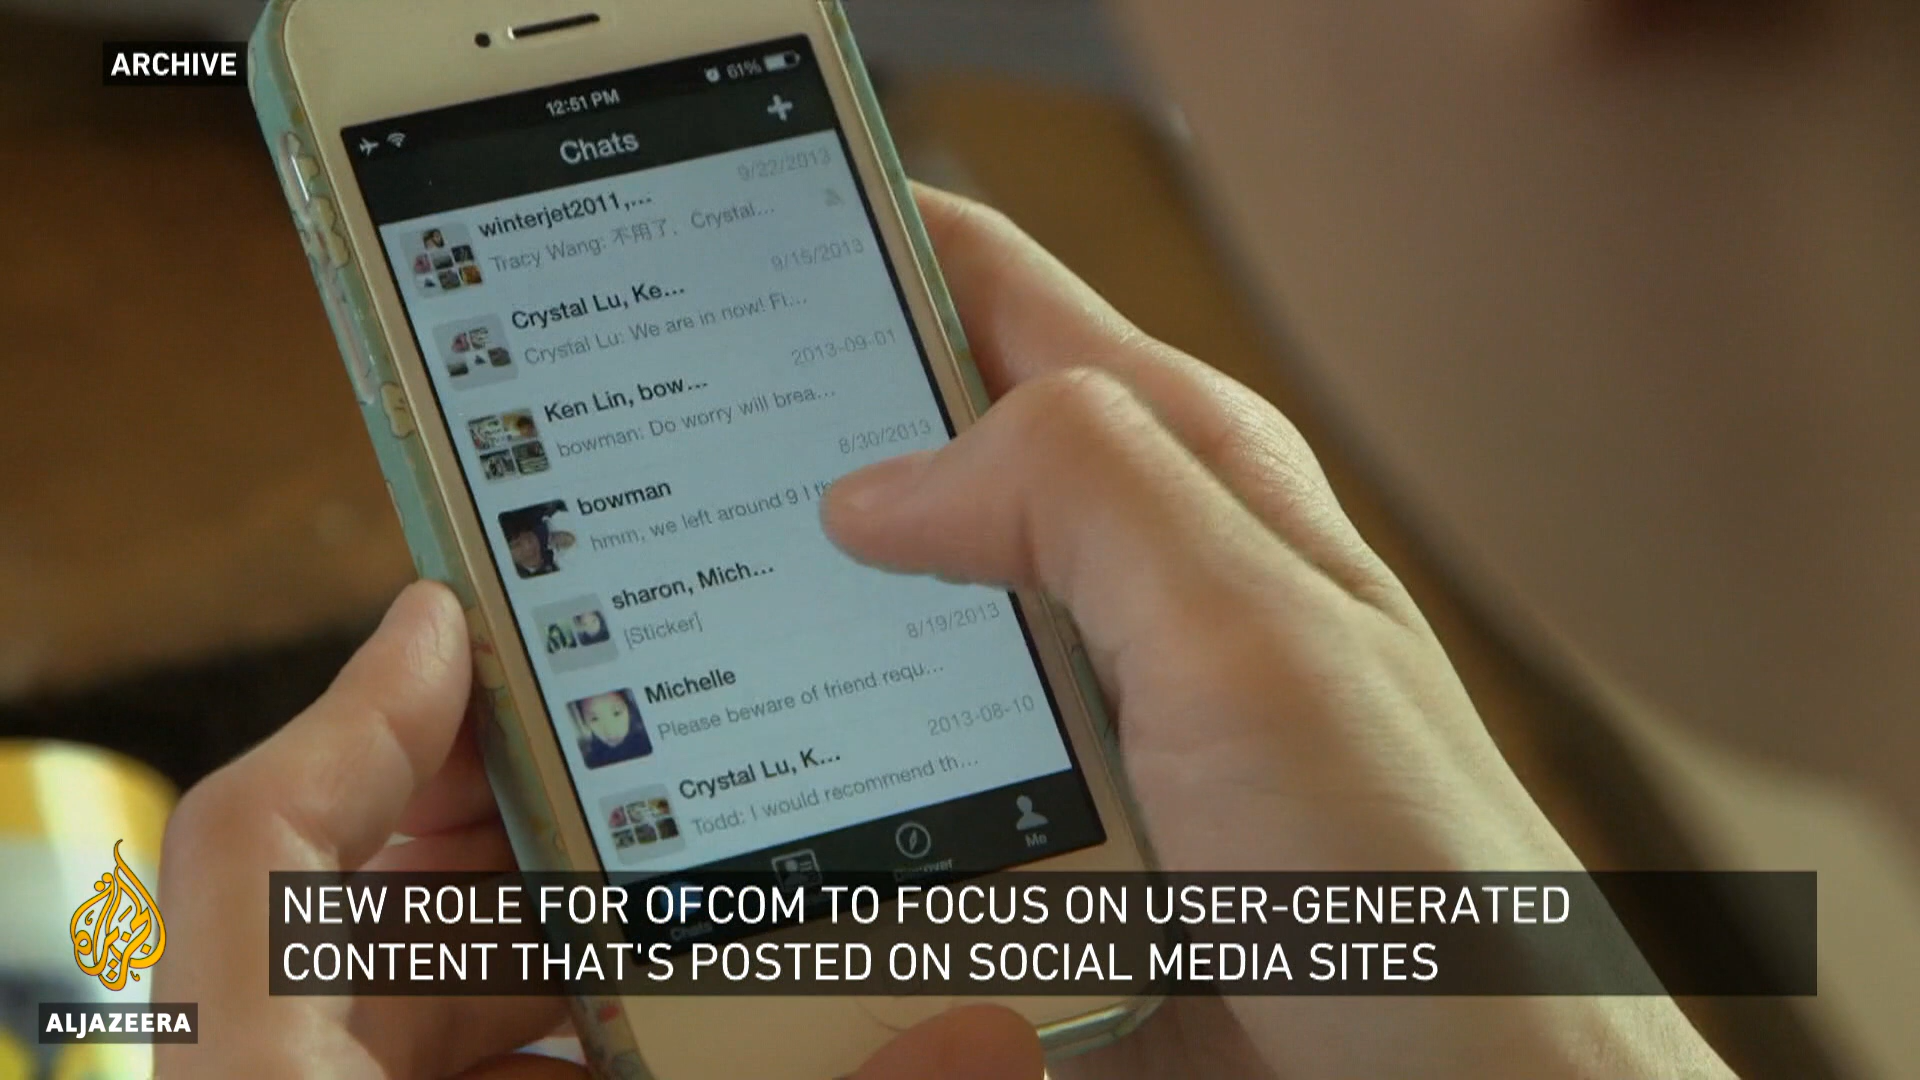 ARCHIVE
61%
12:51 PM
Chats
9/22/2013
winterjet2011,...
Tracy Wang: 不用了, Crystal...
9/15/2013
Crystal Lu, Ke...
Crystal Lu: We are in now! Fi...
2013-09-01
Ken Lin, bow...
bowman: Do worry will brea...
8/30/2013
bowman
hmm, we left around 9 I th
sharon, Mich...
[Sticker]
8/19/2013
Michelle
Please beware of friend requ...
2013-08-10
Crystal Lu, K...
Todd: I would recommend th...
Chats
Discover
Me
NEW ROLE FOR OFCOM TO FOCUS ON USER-GENERATED
CONTENT THAT'S POSTED ON SOCIAL MEDIA SITES
الجزيرة
ALJAZEERA